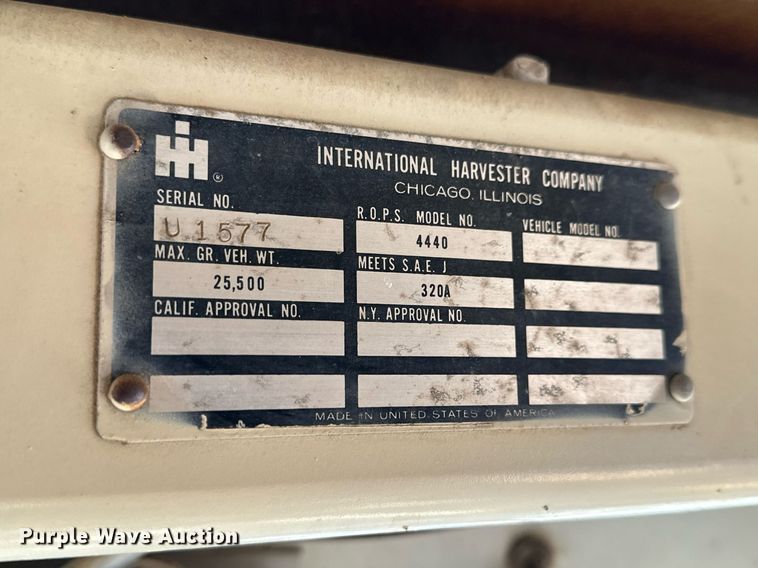 INTERNATIONAL HARVESTER COMPANY
CHICAGO, ILLINOIS
SERIAL NO. R.O.P.S. MODEL NO. VEHICLE MODEL NO.
U 1577 4440
MAX. GR. VEH. WT. MEETS S.A.E. J
25,500 320A
CALIF. APPROVAL NO. N.Y. APPROVAL NO.
MADE IN UNITED STATES OF AMERICA
Purple Wave Auction